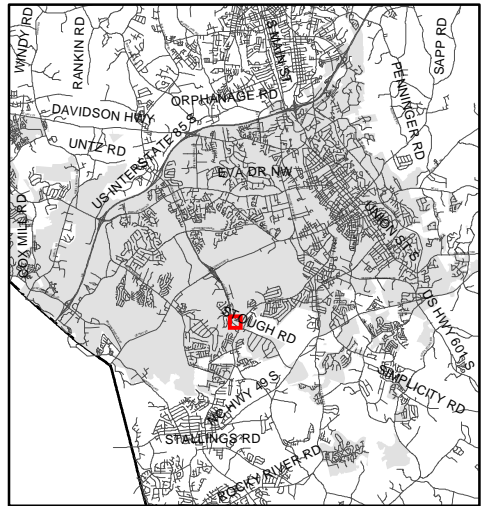 WINDY RD
RANKIN RD
S MAIN ST
SAPP RD
PENNINGER RD
ORPHANAGE RD
DAVIDSON HWY
UNTZ RD
US INTERSTATE 85 S
EVA DR NW
UNION ST S
COX MILL RD
US HWY 601 S
ROUGH RD
SIMPLICITY RD
NC HWY 49 S
STALLINGS RD
ROCKY RIVER RD